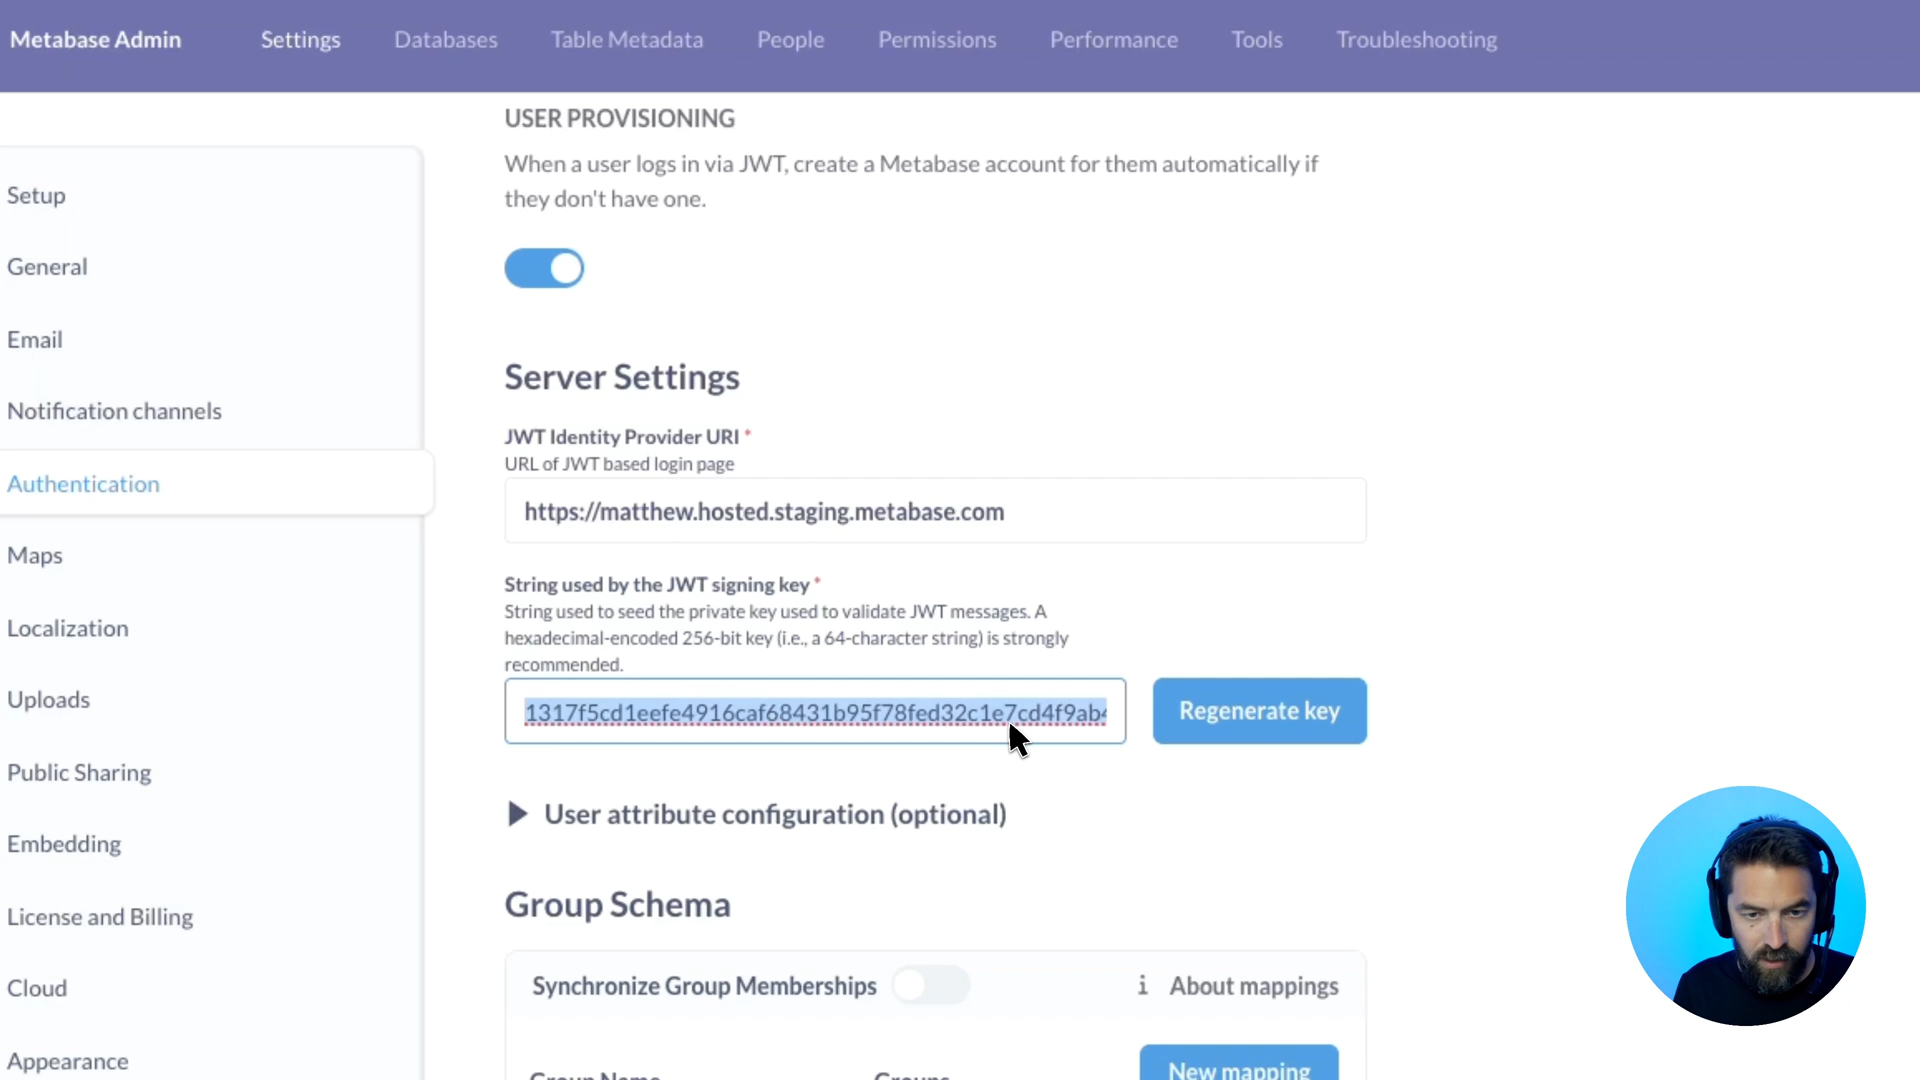 Metabase Admin Settings Databases Table Metadata People Permissions Performance Tools Troubleshooting
Setup
General
Email
Notification channels
Authentication
Maps
Localization
Uploads
Public Sharing
Embedding
License and Billing
Cloud
Appearance
USER PROVISIONING
When a user logs in via JWT, create a Metabase account for them automatically if
they don't have one.
Server Settings
JWT Identity Provider URI *
URL of JWT based login page
https://matthew.hosted.staging.metabase.com
String used by the JWT signing key *
String used to seed the private key used to validate JWT messages. A
hexadecimal-encoded 256-bit key (i.e., a 64-character string) is strongly
recommended.
1317f5cd1eefe4916caf68431b95f78fed32c1e7cd4f9ab4
Regenerate key
User attribute configuration (optional)
Group Schema
Synchronize Group Memberships
About mappings
Group Name Groups New mapping